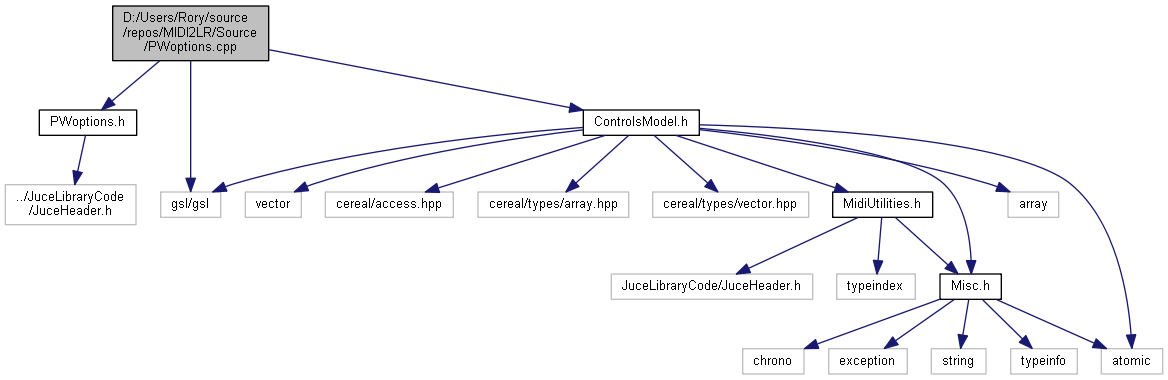 D:/Users/Rory/source
/repos/MIDI2LR/Source
/PWoptions.cpp
PWoptions.h
ControlsModel.h
../JuceLibraryCode
/JuceHeader.h
gsl/gsl
vector
cereal/access.hpp
cereal/types/array.hpp
cereal/types/vector.hpp
MidiUtilities.h
array
JuceLibraryCode/JuceHeader.h
typeindex
Misc.h
chrono
exception
string
typeinfo
atomic